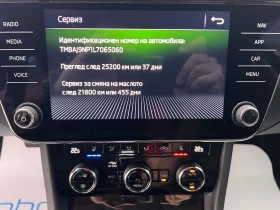 RADIO
MEDIA
PHONE
VOICE
Сервиз
Идентификационен номер на автомобила:
TMBAJ9NP1L7065060
Преглед след 25200 км или 37 дни
Сервиз за смяна на маслото
след 21800 км или 455 дни
APP
CAR
NAV
MENU